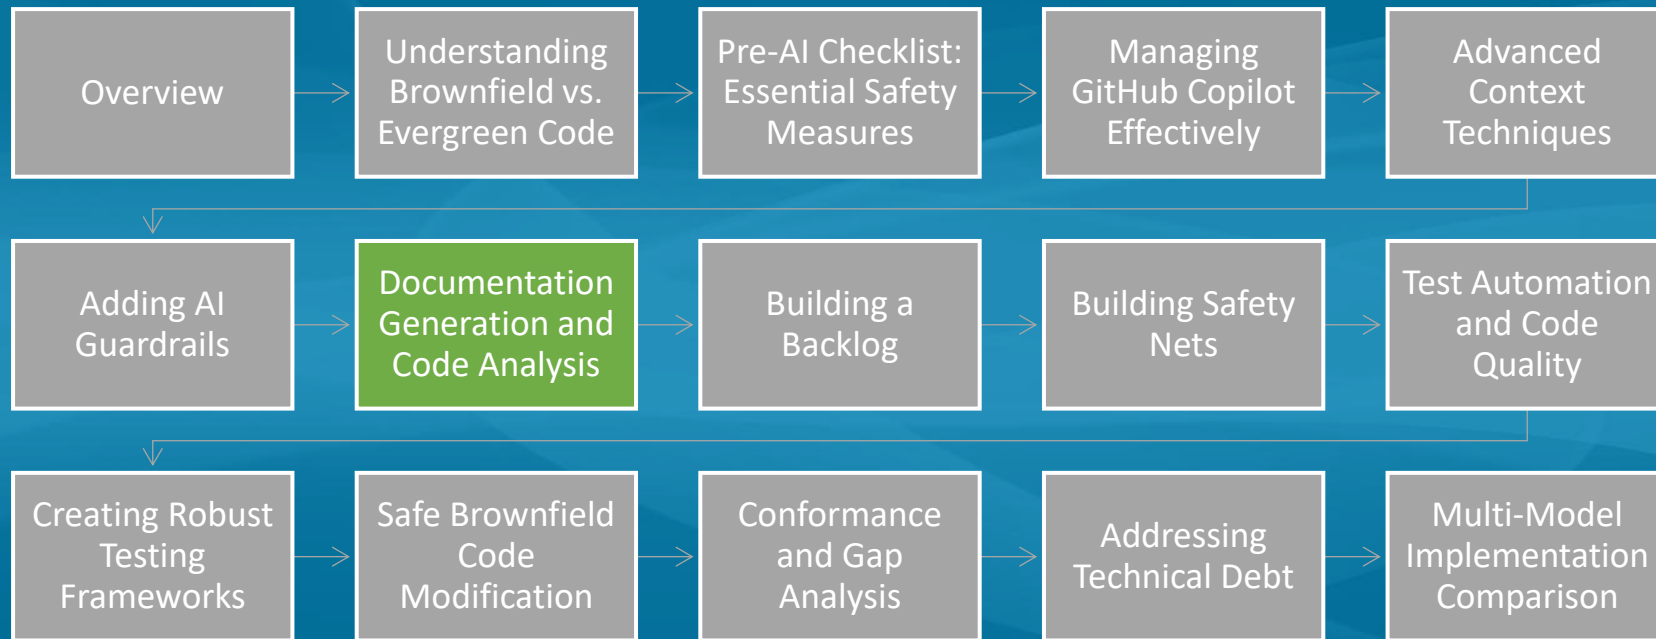 Overview
Understanding
Brownfield vs.
Evergreen Code
Pre-AI Checklist:
Essential Safety
Measures
Managing
GitHub Copilot
Effectively
Advanced
Context
Techniques
Adding AI
Guardrails
Documentation
Generation and
Code Analysis
Building a
Backlog
Building Safety
Nets
Test Automation
and Code
Quality
Creating Robust
Testing
Frameworks
Safe Brownfield
Code
Modification
Conformance
and Gap
Analysis
Addressing
Technical Debt
Multi-Model
Implementation
Comparison